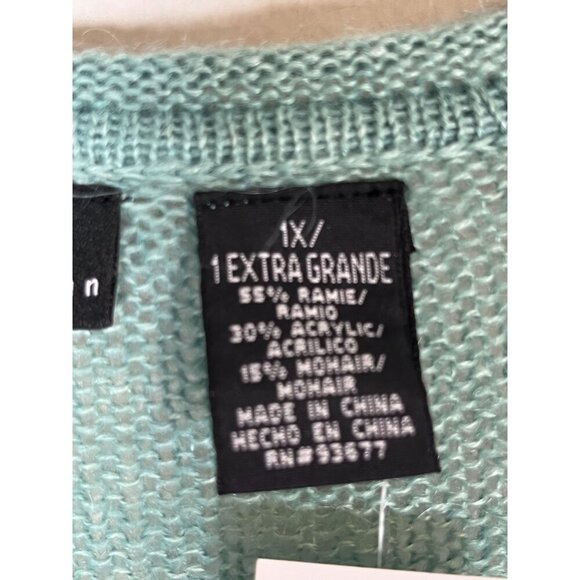 1X/
1 EXTRA GRANDE
55% RAMIE/
RAMIO
30% ACRYLIC/
ACRILICO
15% MOHAIR/
MOHAIR
MADE IN CHINA
HECHO EN CHINA
RN# 93677
n